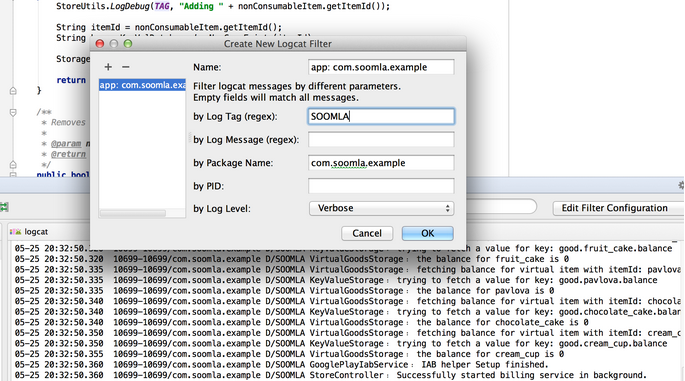 StoreUtils.LogDebug(TAG, "Adding " + nonConsumableItem.getItemId());
String itemId = nonConsumableItem.getItemId();
String
Storage
return
}
/**
* Removes
*
* @param n
* @return
*/
public bool
Create New Logcat Filter
+ −
app: com.soomla.exa
Name: app: com.soomla.example
Filter logcat messages by different parameters.
Empty fields will match all messages.
by Log Tag (regex): SOOMLA
by Log Message (regex):
by Package Name: com.soomla.example
by PID:
by Log Level: Verbose
Cancel OK
Edit Filter Configuration
logcat
05-25 20:32:50.320 10699-10699/com.soomla.example D/SOOMLA KeyValueStorage: trying to fetch a value for key: good.fruit_cake.balance
05-25 20:32:50.320 10699-10699/com.soomla.example D/SOOMLA VirtualGoodsStorage: the balance for fruit_cake is 0
05-25 20:32:50.335 10699-10699/com.soomla.example D/SOOMLA VirtualGoodsStorage: fetching balance for virtual item with itemId: pavlova
05-25 20:32:50.335 10699-10699/com.soomla.example D/SOOMLA KeyValueStorage: trying to fetch a value for key: good.pavlova.balance
05-25 20:32:50.335 10699-10699/com.soomla.example D/SOOMLA VirtualGoodsStorage: the balance for pavlova is 0
05-25 20:32:50.340 10699-10699/com.soomla.example D/SOOMLA VirtualGoodsStorage: fetching balance for virtual item with itemId: chocola
05-25 20:32:50.340 10699-10699/com.soomla.example D/SOOMLA KeyValueStorage: trying to fetch a value for key: good.chocolate_cake.balan
05-25 20:32:50.340 10699-10699/com.soomla.example D/SOOMLA VirtualGoodsStorage: the balance for chocolate_cake is 0
05-25 20:32:50.350 10699-10699/com.soomla.example D/SOOMLA VirtualGoodsStorage: fetching balance for virtual item with itemId: cream_c
05-25 20:32:50.350 10699-10699/com.soomla.example D/SOOMLA KeyValueStorage: trying to fetch a value for key: good.cream_cup.balance
05-25 20:32:50.355 10699-10699/com.soomla.example D/SOOMLA VirtualGoodsStorage: the balance for cream_cup is 0
05-25 20:32:50.360 10699-10699/com.soomla.example D/SOOMLA GooglePlayIabService: IAB helper Setup finished.
05-25 20:32:50.360 10699-10699/com.soomla.example D/SOOMLA StoreController: Successfully started billing service in background.